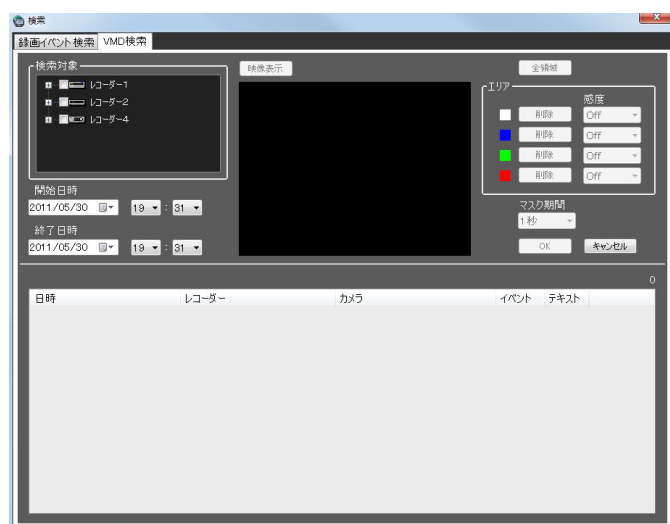 検索
録画イベント検索 VMD検索
検索対象
レコーダー1
レコーダー2
レコーダー4
開始日時
2011/05/30 19 : 31
終了日時
2011/05/30 19 : 31
映像表示
全領域
エリア
感度
削除 Off
削除 Off
削除 Off
削除 Off
マスク期間
1秒
OK キャンセル
0
日時 レコーダー カメラ イベント テキスト